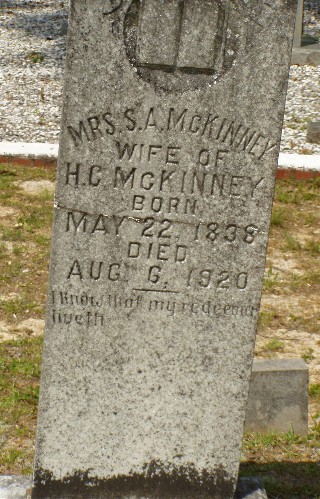 MRS. S.A. McKINNEY
WIFE OF
H.C McKINNEY
BORN
MAY 22, 1838
DIED
AUG. 6, 1920
I know that my redeemer
liveth